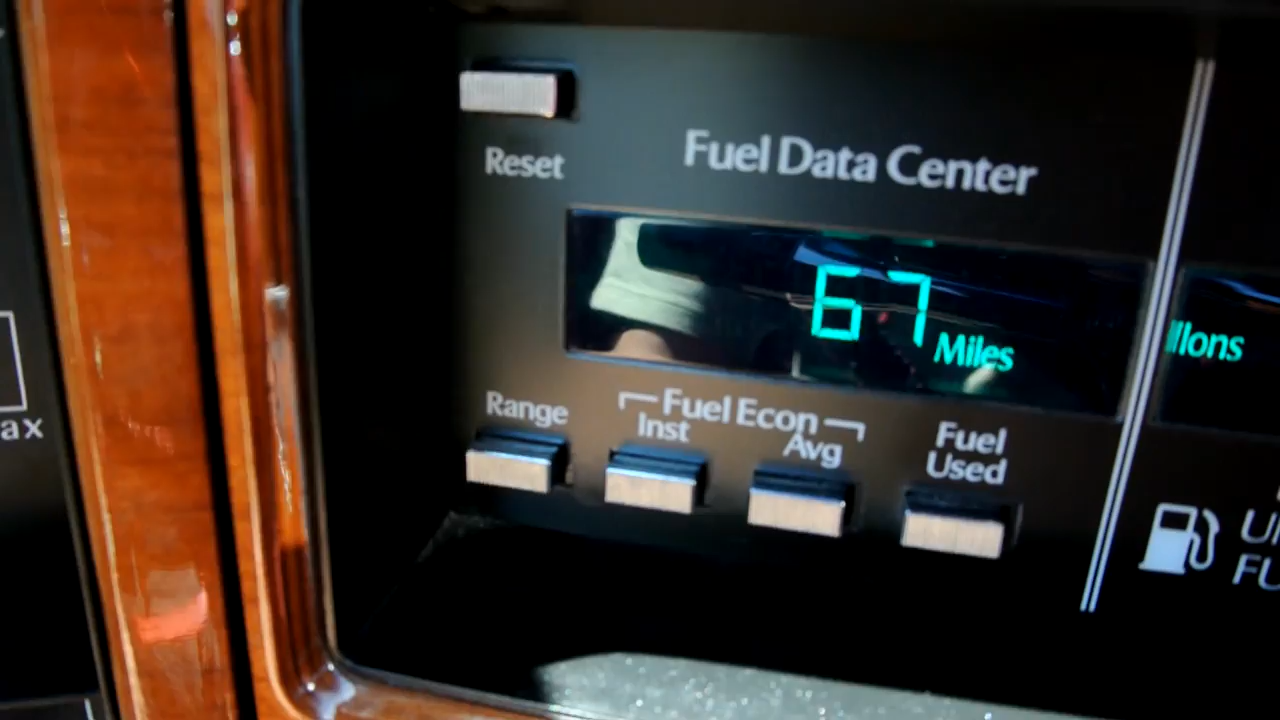 Reset
Fuel Data Center
67 Miles
llons
Range
Fuel Econ
Inst
Avg
Fuel
Used
ax